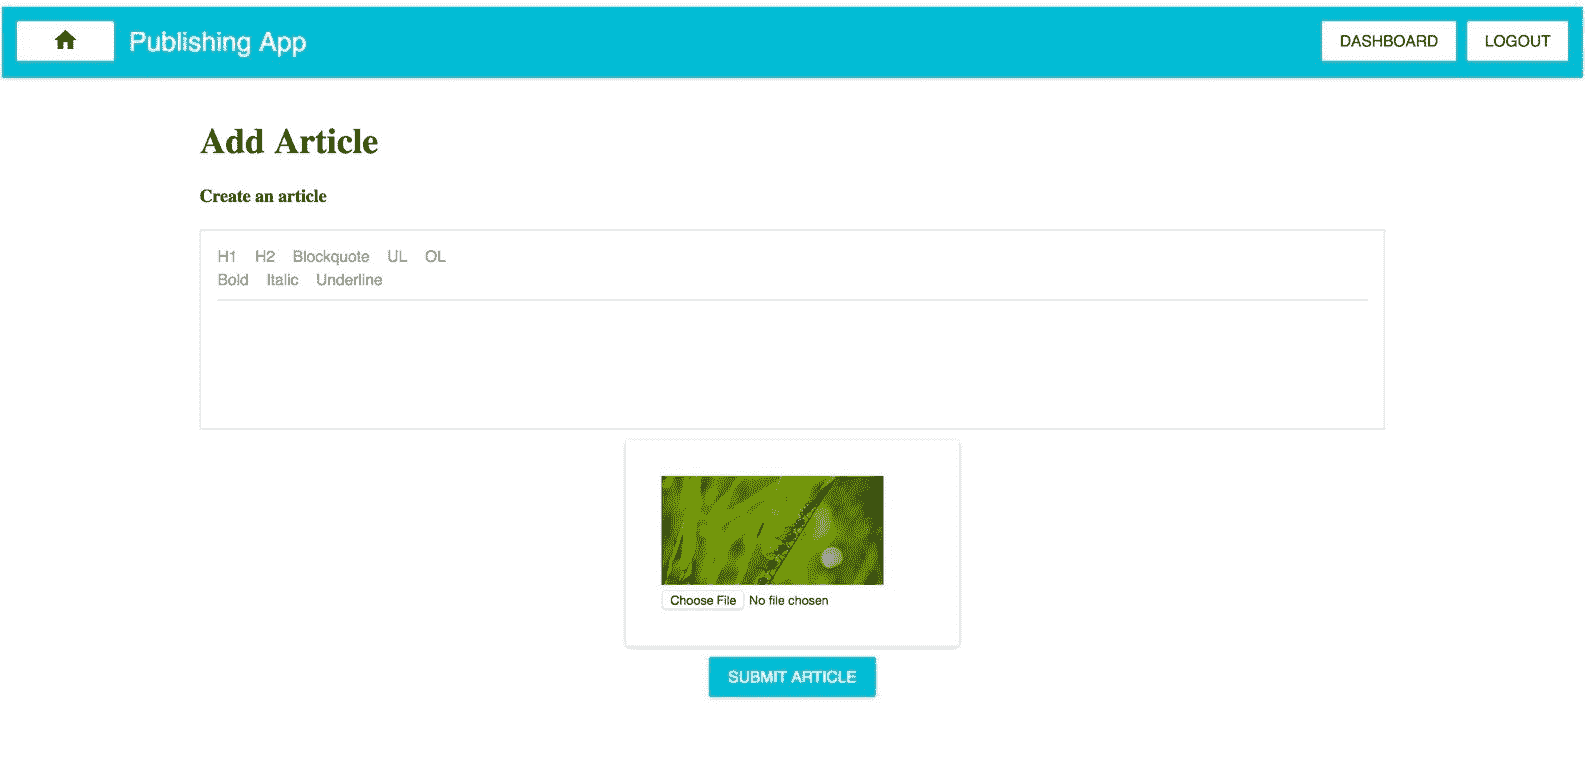 Publishing App DASHBOARD LOGOUT
Add Article
Create an article
H1 H2 Blockquote UL OL
Bold Italic Underline
Choose File No file chosen
SUBMIT ARTICLE